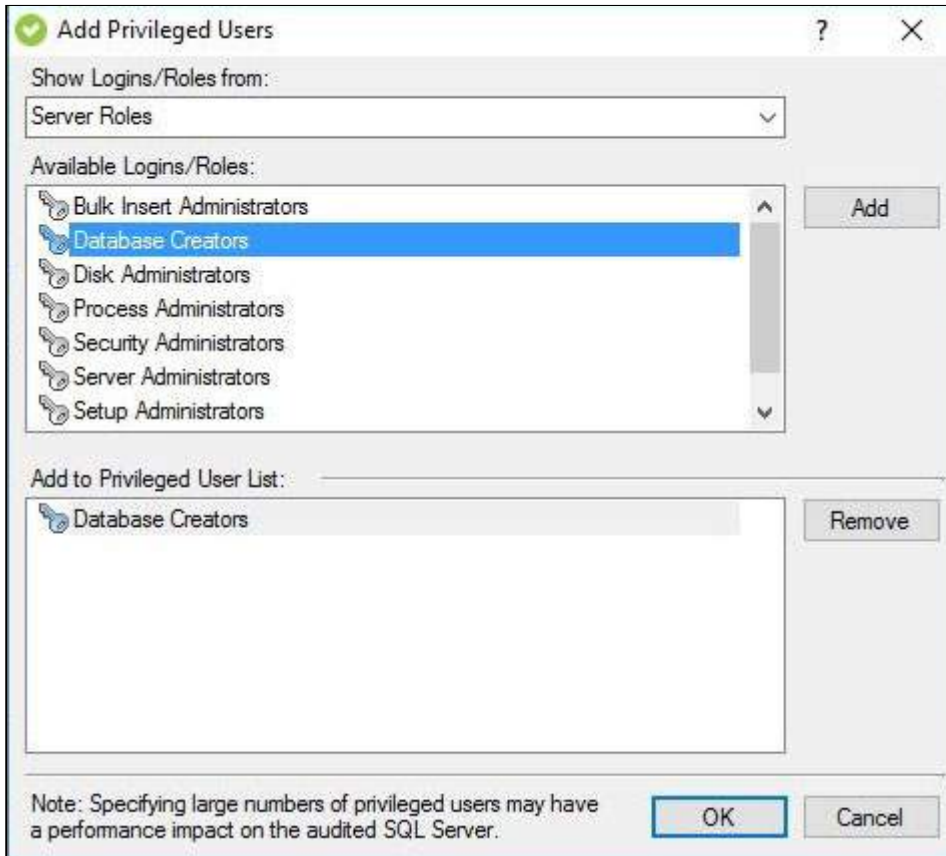 Add Privileged Users
?
Show Logins/Roles from:
Server Roles
Available Logins/Roles:
Bulk Insert Administrators
Add
Database Creators
Disk Administrators
Process Administrators
Security Administrators
Server Administrators
Setup Administrators
Add to Privileged User List:
Database Creators
Remove
Note: Specifying large numbers of privileged users may have
a performance impact on the audited SQL Server.
OK
Cancel